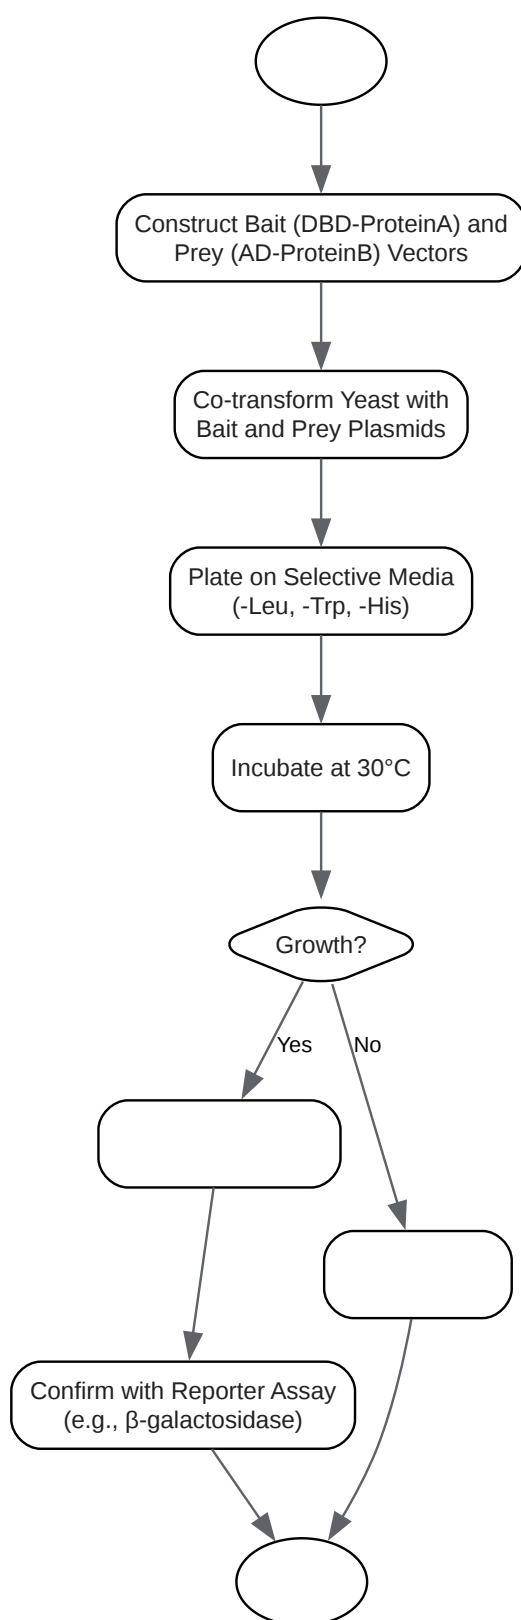 Construct Bait (DBD-ProteinA) and
Prey (AD-ProteinB) Vectors
Co-transform Yeast with
Bait and Prey Plasmids
Plate on Selective Media
(-Leu, -Trp, -His)
Incubate at 30°C
Growth?
Yes
No
Confirm with Reporter Assay
(e.g., β-galactosidase)